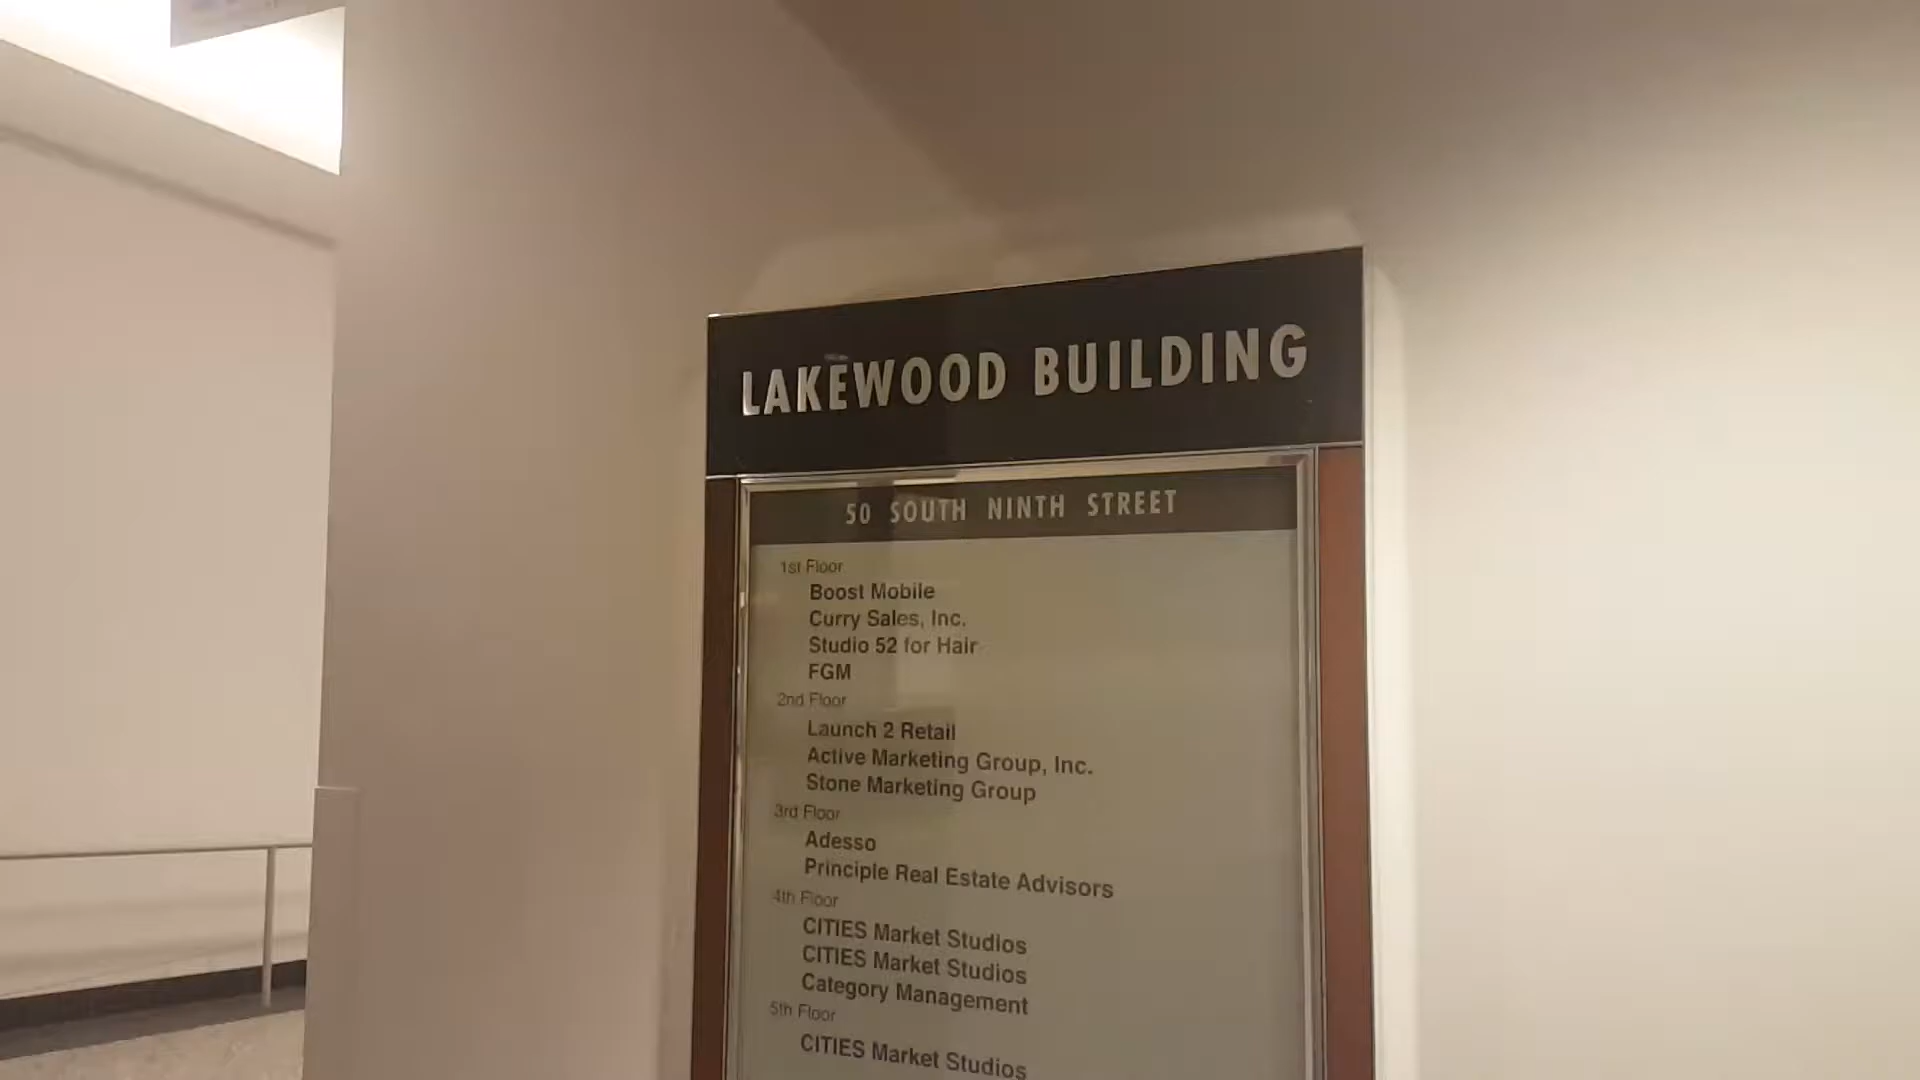 LAKEWOOD BUILDING
50 SOUTH NINTH STREET
1st Floor
Boost Mobile
Curry Sales, Inc.
Studio 52 for Hair
FGM
2nd Floor
Launch 2 Retail
Active Marketing Group, Inc.
Stone Marketing Group
3rd Floor
Adesso
Principle Real Estate Advisors
4th Floor
CITIES Market Studios
CITIES Market Studios
Category Management
5th Floor
CITIES Market Studios